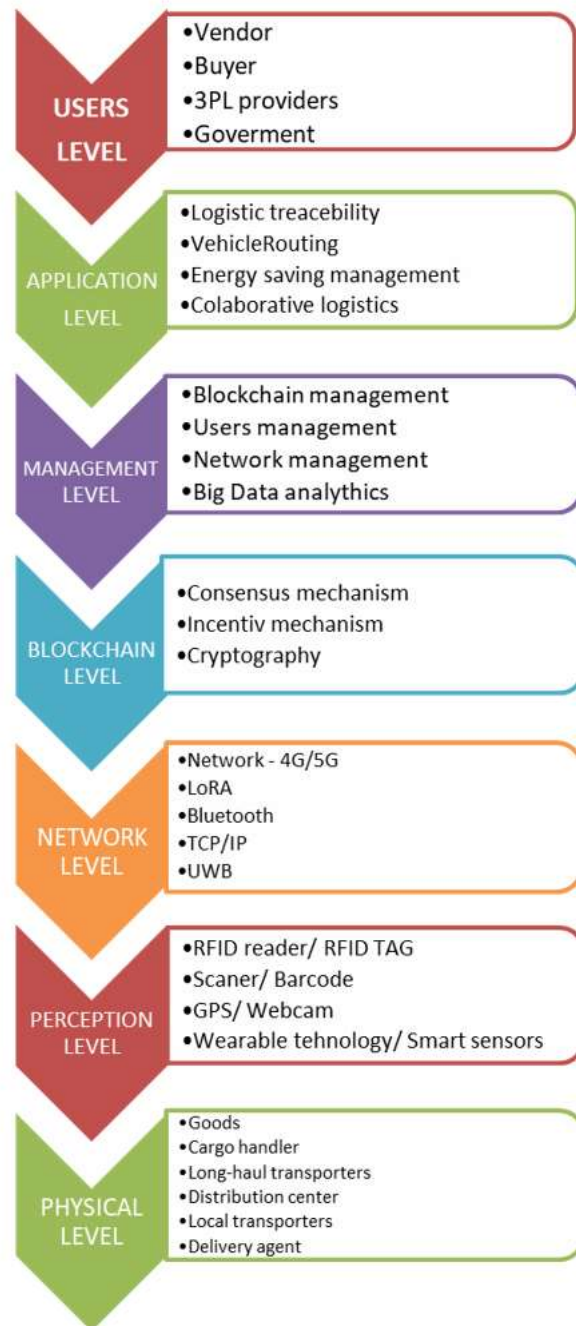 USERS
LEVEL
•Vendor
•Buyer
•3PL providers
•Goverment
APPLICATION
LEVEL
•Logistic treacebility
•VehicleRouting
•Energy saving management
•Colaborative logistics
MANAGEMENT
LEVEL
•Blockchain management
•Users management
•Network management
•Big Data analythics
BLOCKCHAIN
LEVEL
•Consensus mechanism
•Incentiv mechanism
•Cryptography
NETWORK
LEVEL
•Network - 4G/5G
•LoRA
•Bluetooth
•TCP/IP
•UWB
PERCEPTION
LEVEL
•RFID reader/ RFID TAG
•Scaner/ Barcode
•GPS/ Webcam
•Wearable tehnology/ Smart sensors
PHYSICAL
LEVEL
•Goods
•Cargo handler
•Long-haul transporters
•Distribution center
•Local transporters
•Delivery agent